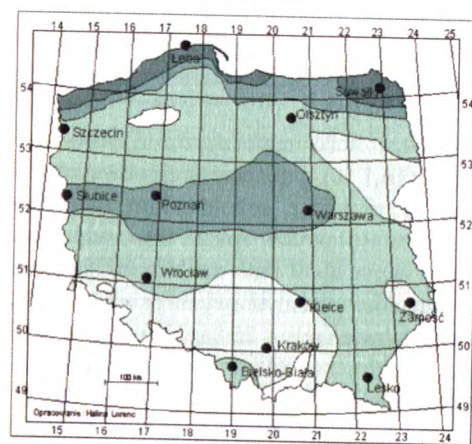 14 15 16 17 18 19 20 21 22 23 24 25
Łeba
54 Suwałki 54
Olsztyn
Szczecin
53 53
Słubice Poznań
52 Warszawa 52
Wrocław
51 Kielce Zamość 51
50 Kraków 50
Bielsko-Biała Lesko
100 km
49 Opracowanie Halina Lorenc 49
15 16 17 18 19 20 21 22 23 24